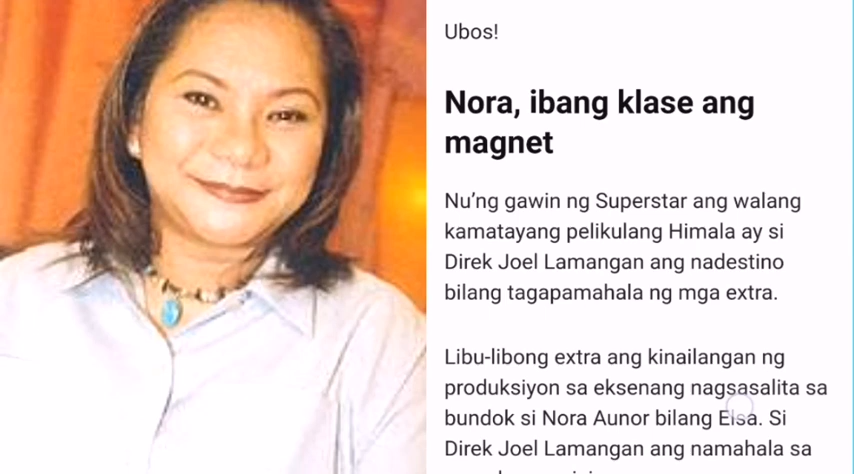 Ubos!
Nora, ibang klase ang
magnet
Nu’ng gawin ng Superstar ang walang
kamatayang pelikulang Himala ay si
Direk Joel Lamangan ang nadestino
bilang tagapamahala ng mga extra.
Libu-libong extra ang kinailangan ng
produksiyon sa eksenang nagsasalita sa
bundok si Nora Aunor bilang Elsa. Si
Direk Joel Lamangan ang namahala sa